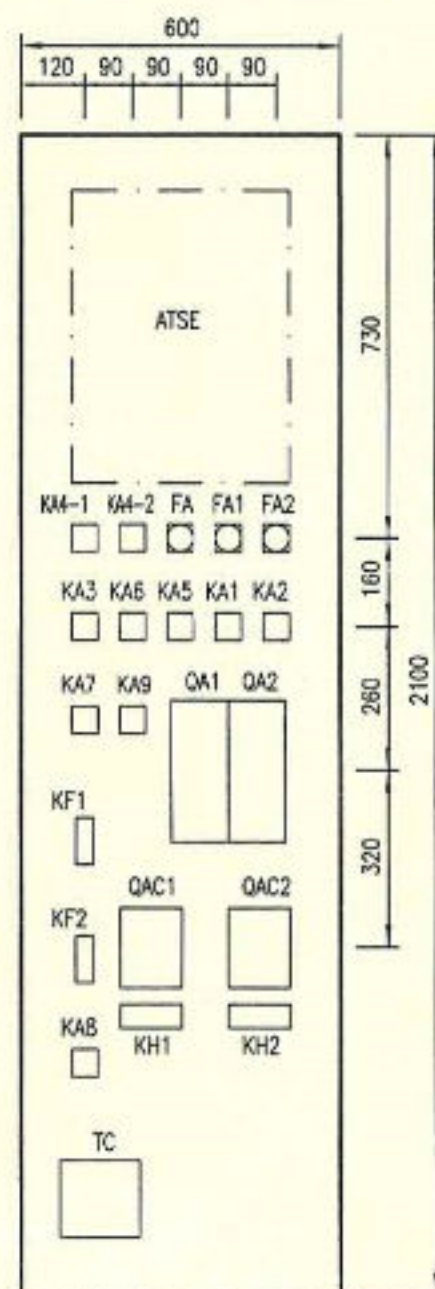 600
120 90 90 90 90
ATSE
730
KA4-1 KA4-2 FA FA1 FA2
160
KA3 KA6 KA5 KA1 KA2
2100
260
KA7 KA9 QA1 QA2
KF1
320
QAC1 QAC2
KF2
KA8
KH1 KH2
TC